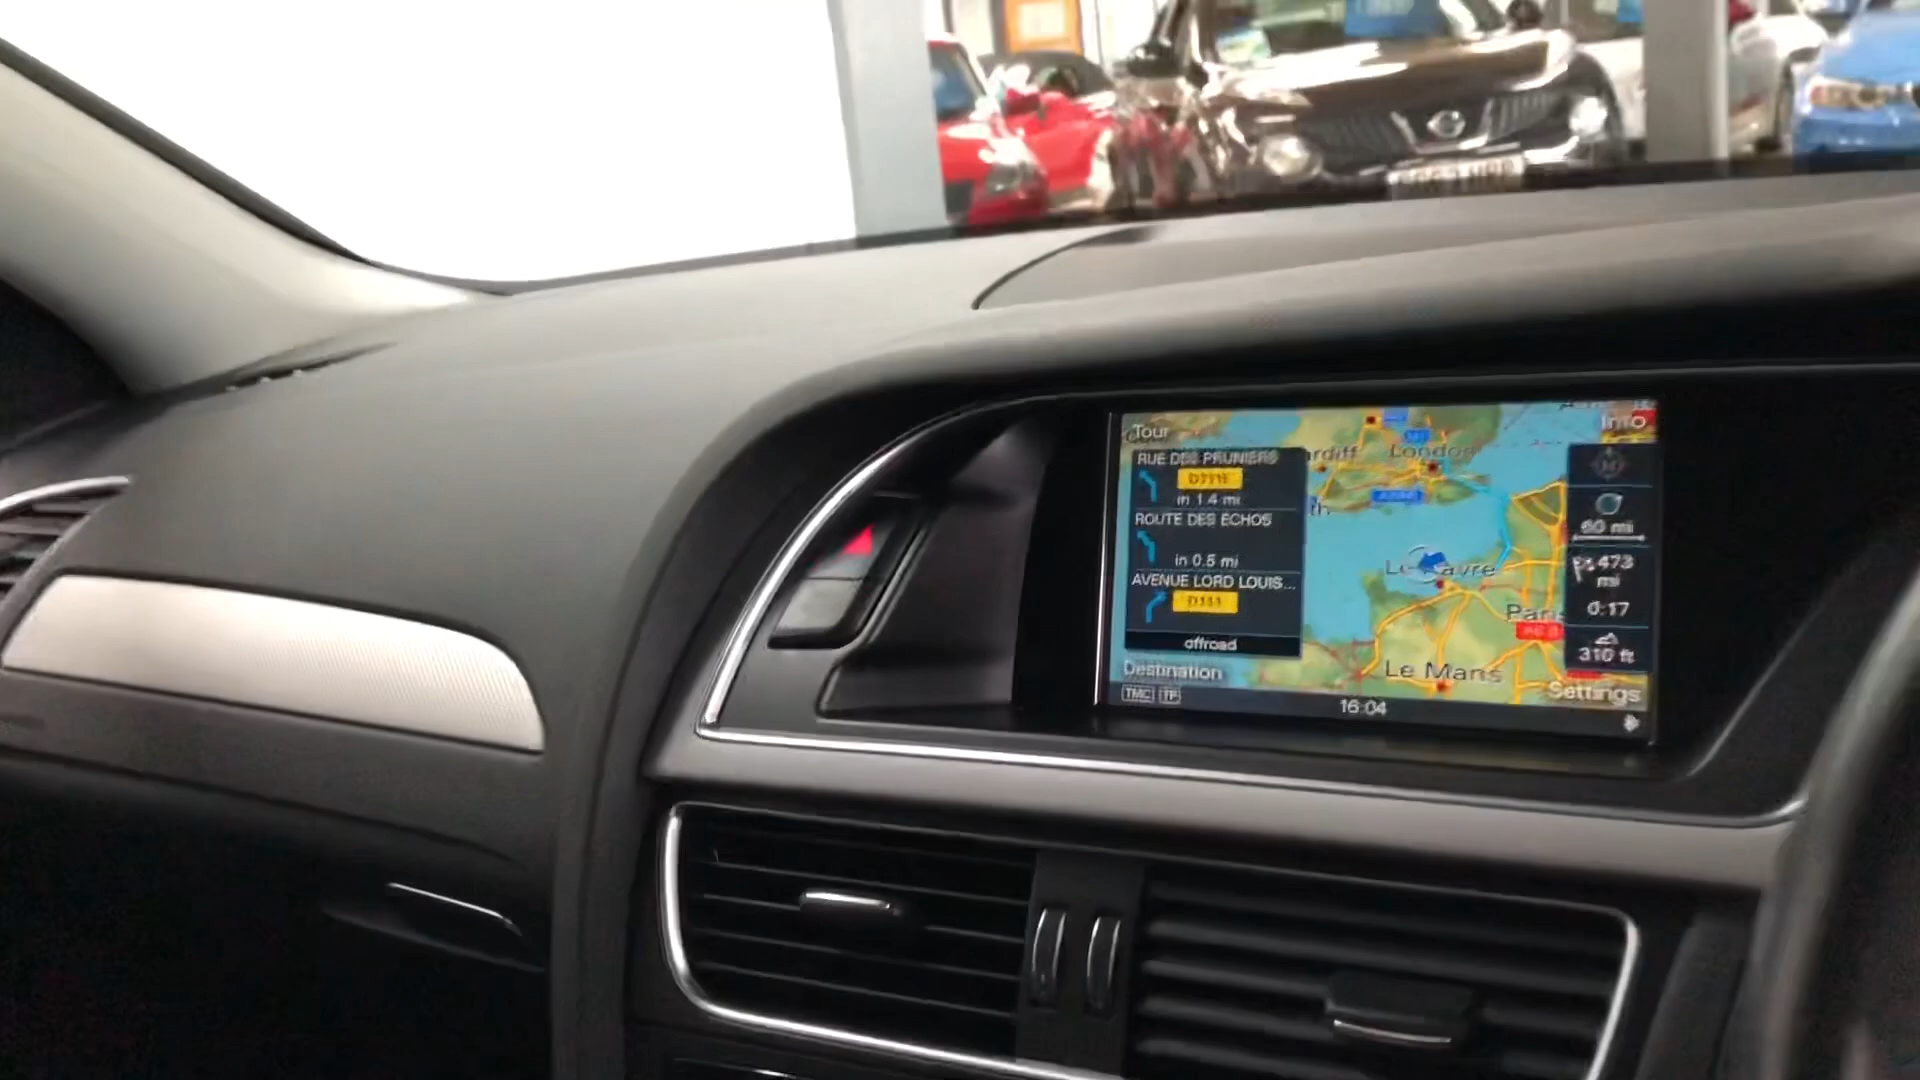 Tour
Info
RUE DES PRUNIERS
in 1.4 mi
ROUTE DES ECHOS
in 0.5 mi
AVENUE LORD LOUIS...
offroad
Destination
TMC TP
London
Le Mans
60 mi
473
mi
0:17
310 ft
Settings
16:04